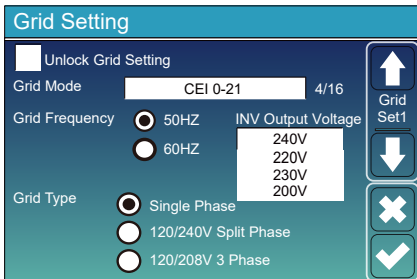 Grid Setting
Unlock Grid Setting
Grid Mode CEI 0-21 4/16
Grid Set1
Grid Frequency 50HZ INV Output Voltage
60HZ
240V
220V
230V
200V
Grid Type Single Phase
120/240V Split Phase
120/208V 3 Phase